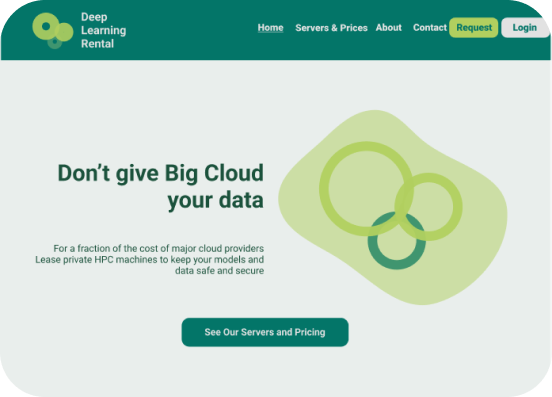 Deep
Learning
Rental
Home Servers & Prices About Contact Request Login
Don't give Big Cloud
your data
For a fraction of the cost of major cloud providers
Lease private HPC machines to keep your models and
data safe and secure
See Our Servers and Pricing